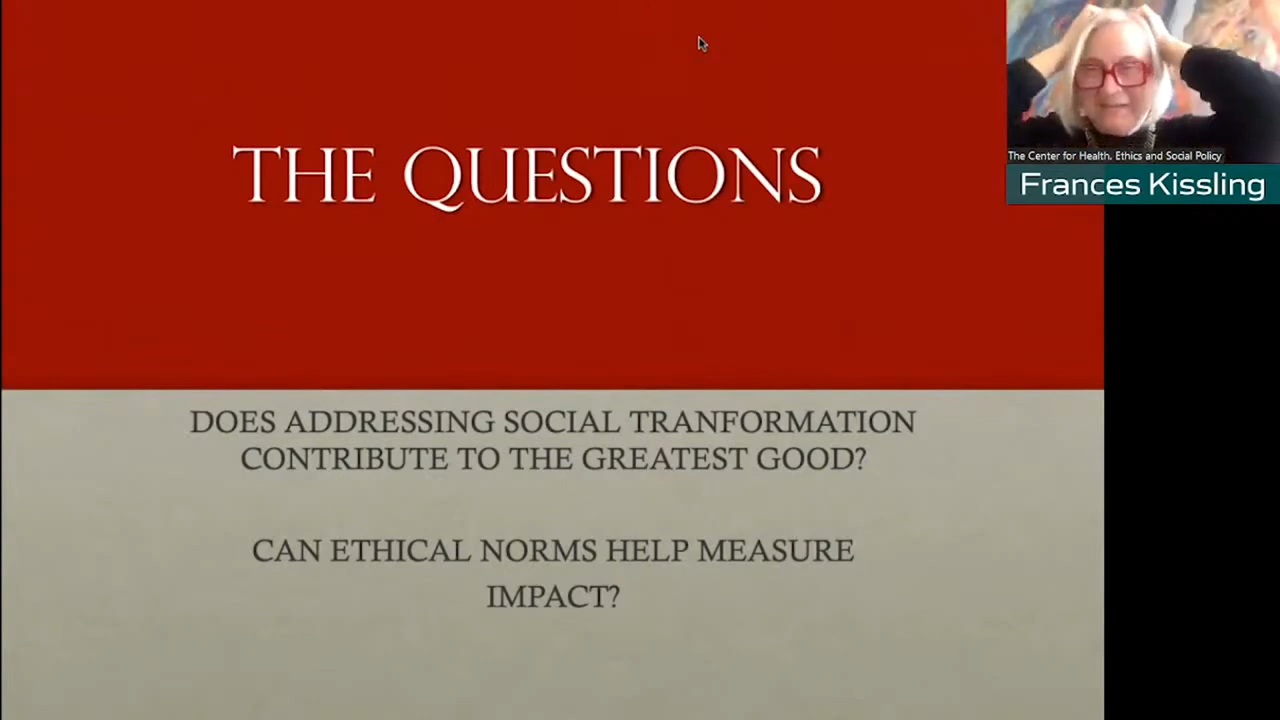 THE QUESTIONS
The Center for Health, Ethics and Social Policy
Frances Kissling
DOES ADDRESSING SOCIAL TRANFORMATION
CONTRIBUTE TO THE GREATEST GOOD?
CAN ETHICAL NORMS HELP MEASURE
IMPACT?